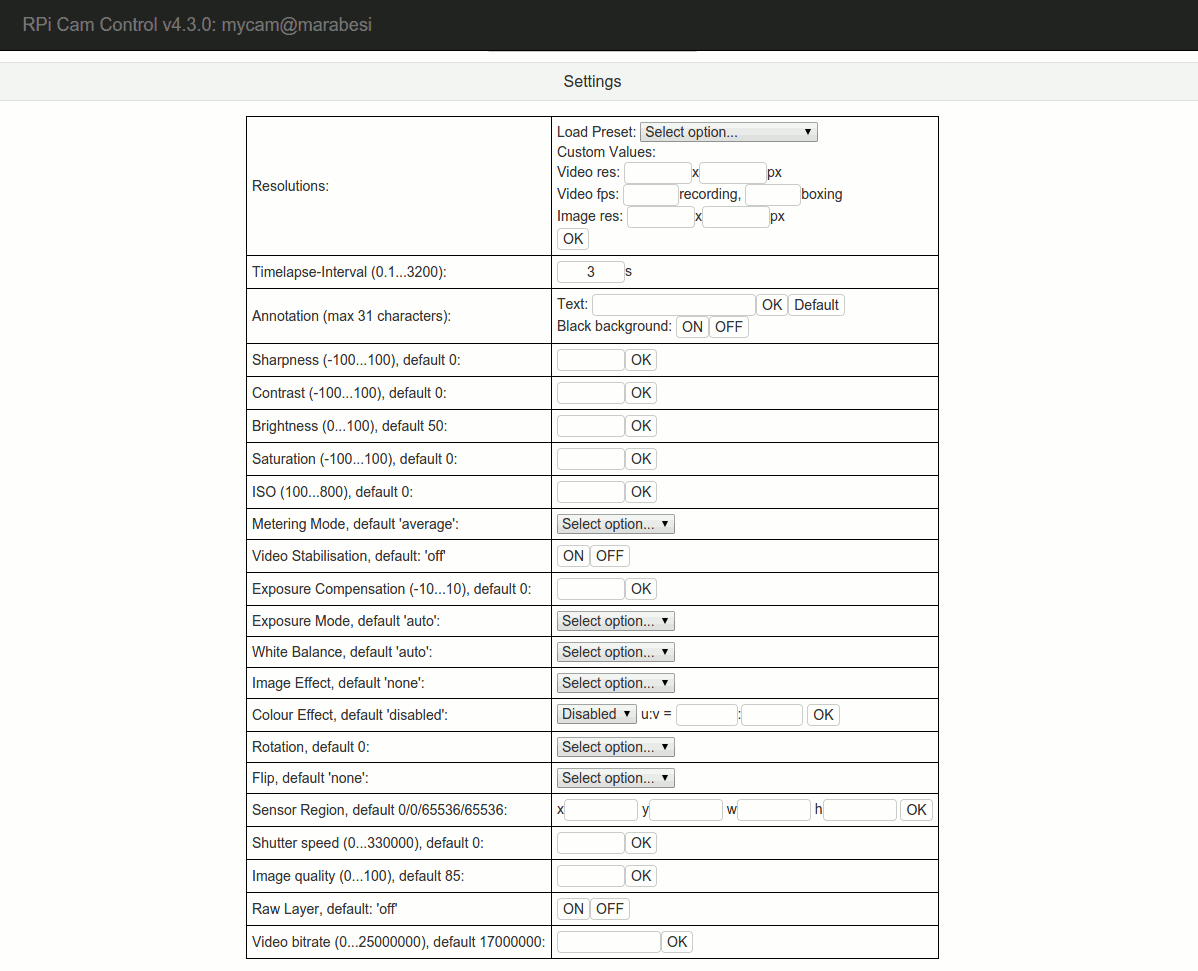 RPi Cam Control v4.3.0: mycam@marabesi
Settings
Resolutions:
Load Preset: Select option...
Custom Values:
Video res: x px
Video fps: recording, boxing
Image res: x px
OK
Timelapse-Interval (0.1...3200): 3 s
Annotation (max 31 characters):
Text: OK Default
Black background: ON OFF
Sharpness (-100...100), default 0: OK
Contrast (-100...100), default 0: OK
Brightness (0...100), default 50: OK
Saturation (-100...100), default 0: OK
ISO (100...800), default 0: OK
Metering Mode, default 'average': Select option...
Video Stabilisation, default: 'off' ON OFF
Exposure Compensation (-10...10), default 0: OK
Exposure Mode, default 'auto': Select option...
White Balance, default 'auto': Select option...
Image Effect, default 'none': Select option...
Colour Effect, default 'disabled': Disabled u:v = : OK
Rotation, default 0: Select option...
Flip, default 'none': Select option...
Sensor Region, default 0/0/65536/65536: x y w h OK
Shutter speed (0...330000), default 0: OK
Image quality (0...100), default 85: OK
Raw Layer, default: 'off' ON OFF
Video bitrate (0...25000000), default 17000000: OK